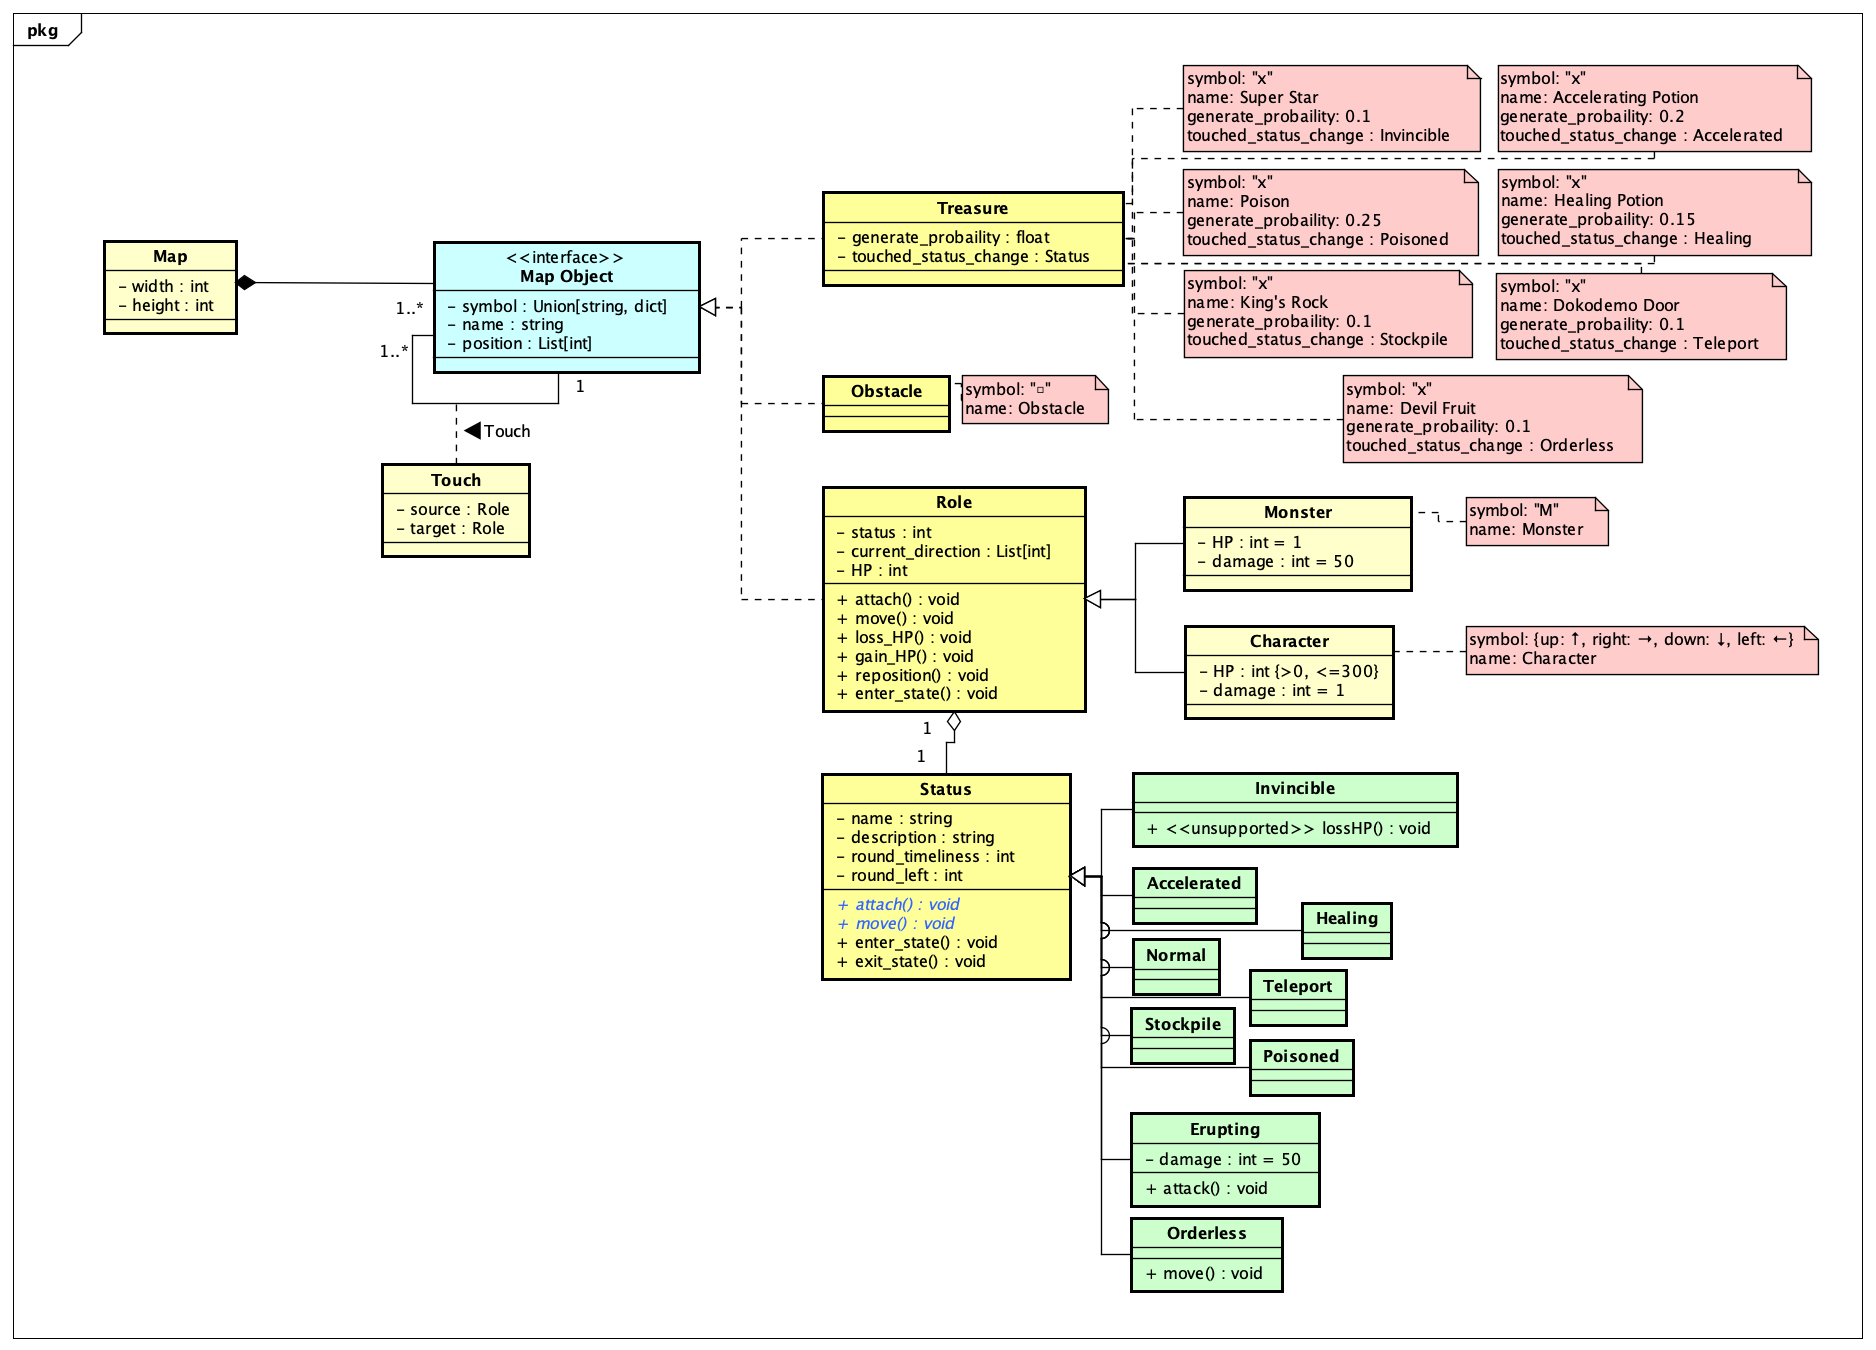 pkg
Map
– width : int
– height : int
<<interface>>
Map Object
– symbol : Union[string, dict]
– name : string
– position : List[int]
1..*
1..*
1
Touch
Touch
– source : Role
– target : Role
Treasure
– generate_probaility : float
– touched_status_change : Status
symbol: "x"
name: Super Star
generate_probaility: 0.1
touched_status_change : Invincible
symbol: "x"
name: Accelerating Potion
generate_probaility: 0.2
touched_status_change : Accelerated
symbol: "x"
name: Poison
generate_probaility: 0.25
touched_status_change : Poisoned
symbol: "x"
name: Healing Potion
generate_probaility: 0.15
touched_status_change : Healing
symbol: "x"
name: King's Rock
generate_probaility: 0.1
touched_status_change : Stockpile
symbol: "x"
name: Dokodemo Door
generate_probaility: 0.1
touched_status_change : Teleport
symbol: "x"
name: Devil Fruit
generate_probaility: 0.1
touched_status_change : Orderless
Obstacle
symbol: "□"
name: Obstacle
Role
– status : int
– current_direction : List[int]
– HP : int
+ attach() : void
+ move() : void
+ loss_HP() : void
+ gain_HP() : void
+ reposition() : void
+ enter_state() : void
Monster
– HP : int = 1
– damage : int = 50
symbol: "M"
name: Monster
Character
– HP : int {>0, <=300}
– damage : int = 1
symbol: {up: ↑, right: →, down: ↓, left: ←}
name: Character
1
1
Status
– name : string
– description : string
– round_timeliness : int
– round_left : int
+ attach() : void
+ move() : void
+ enter_state() : void
+ exit_state() : void
Invincible
+ <<unsupported>> lossHP() : void
Accelerated
Healing
Normal
Teleport
Stockpile
Poisoned
Erupting
– damage : int = 50
+ attack() : void
Orderless
+ move() : void